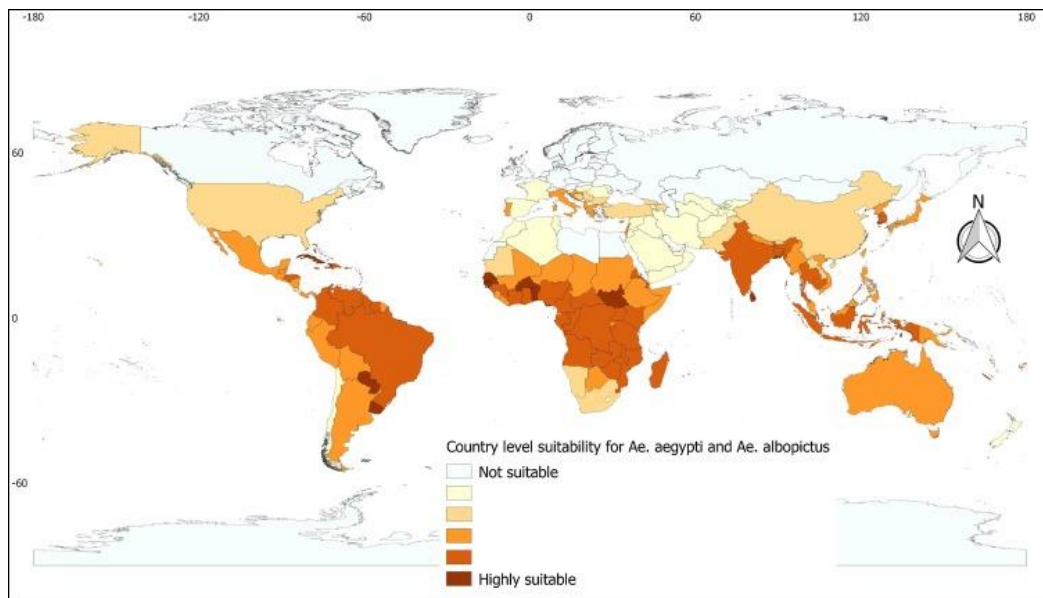 -180 -120 -60 0 60 120 180
60
N
0
Country level suitability for Ae. aegypti and Ae. albopictus
Not suitable
-60
Highly suitable